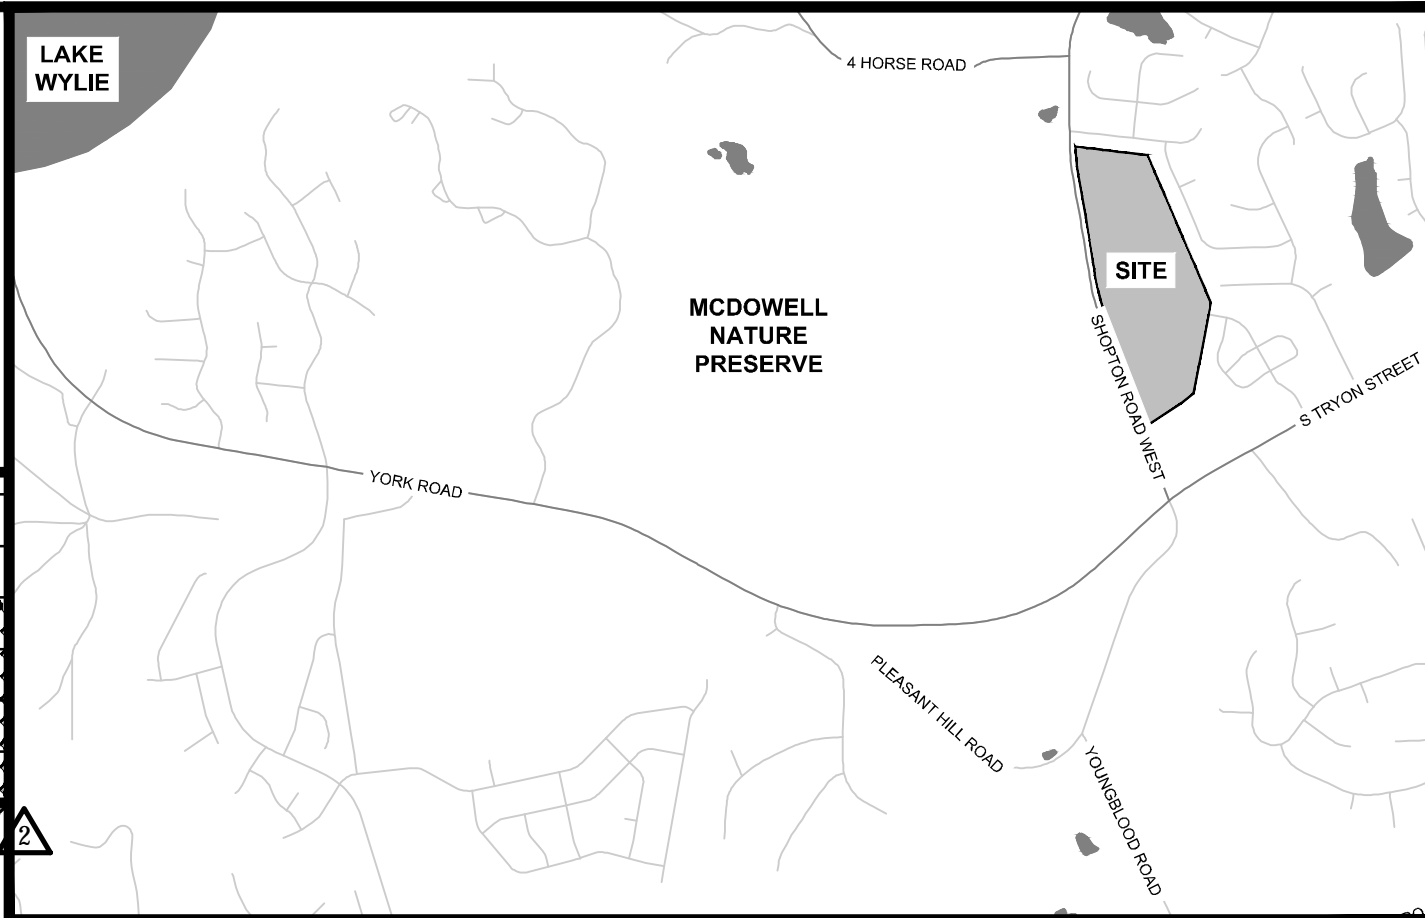 LAKE
WYLIE
4 HORSE ROAD
SITE
MCDOWELL
NATURE
PRESERVE
SHOPTON ROAD WEST
S TRYON STREET
YORK ROAD
PLEASANT HILL ROAD
YOUNGBLOOD ROAD
2